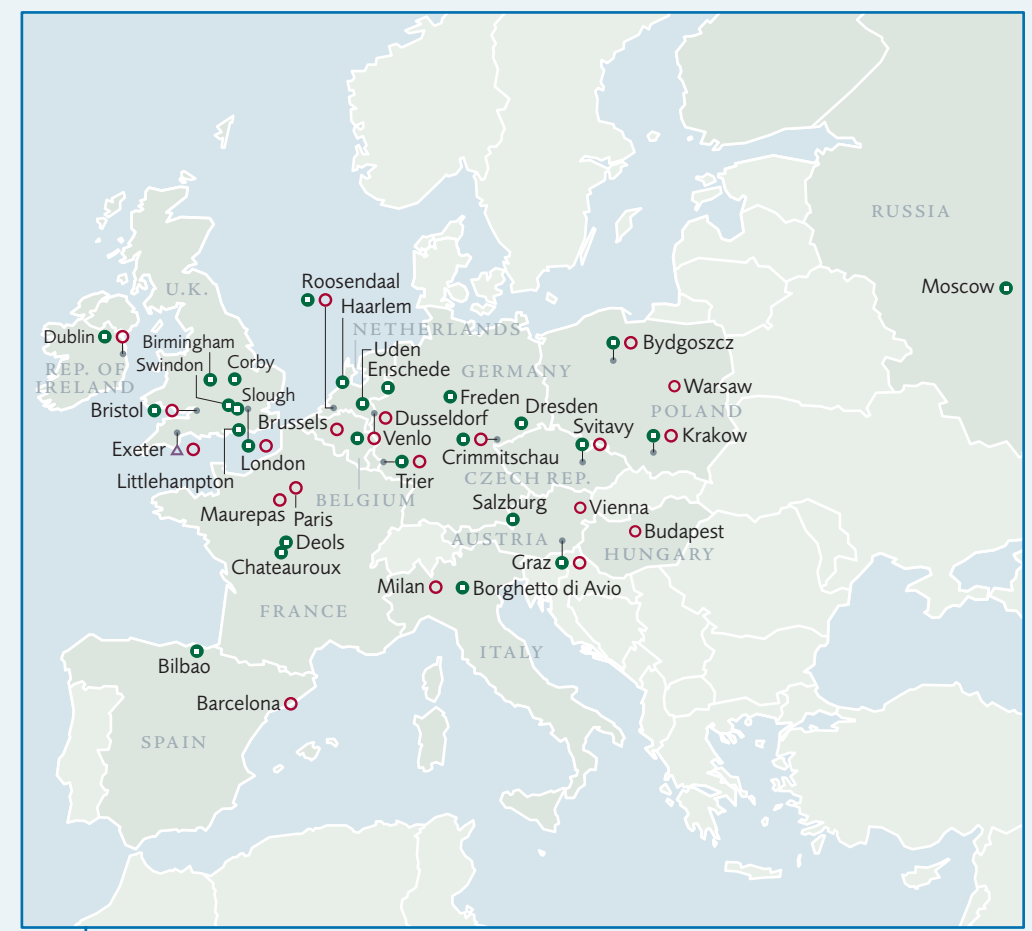 RUSSIA
Roosendaal
Moscow
U.K.
Haarlem
NETHERLANDS
Dublin
Birmingham
Uden
Bydgoszcz
Swindon
Corby
Enschede
REP. OF
IRELAND
GERMANY
Warsaw
Slough
Freden
Bristol
Dresden
POLAND
Brussels
Dusseldorf
Svitavy
Krakow
Venlo
Exeter
London
Crimmitschau
Littlehampton
Trier
CZECH REP.
BELGIUM
Salzburg
Vienna
Maurepas
Paris
Budapest
Deols
AUSTRIA
HUNGARY
Chateauroux
Graz
Milan
Borghetto di Avio
FRANCE
ITALY
Bilbao
Barcelona
SPAIN